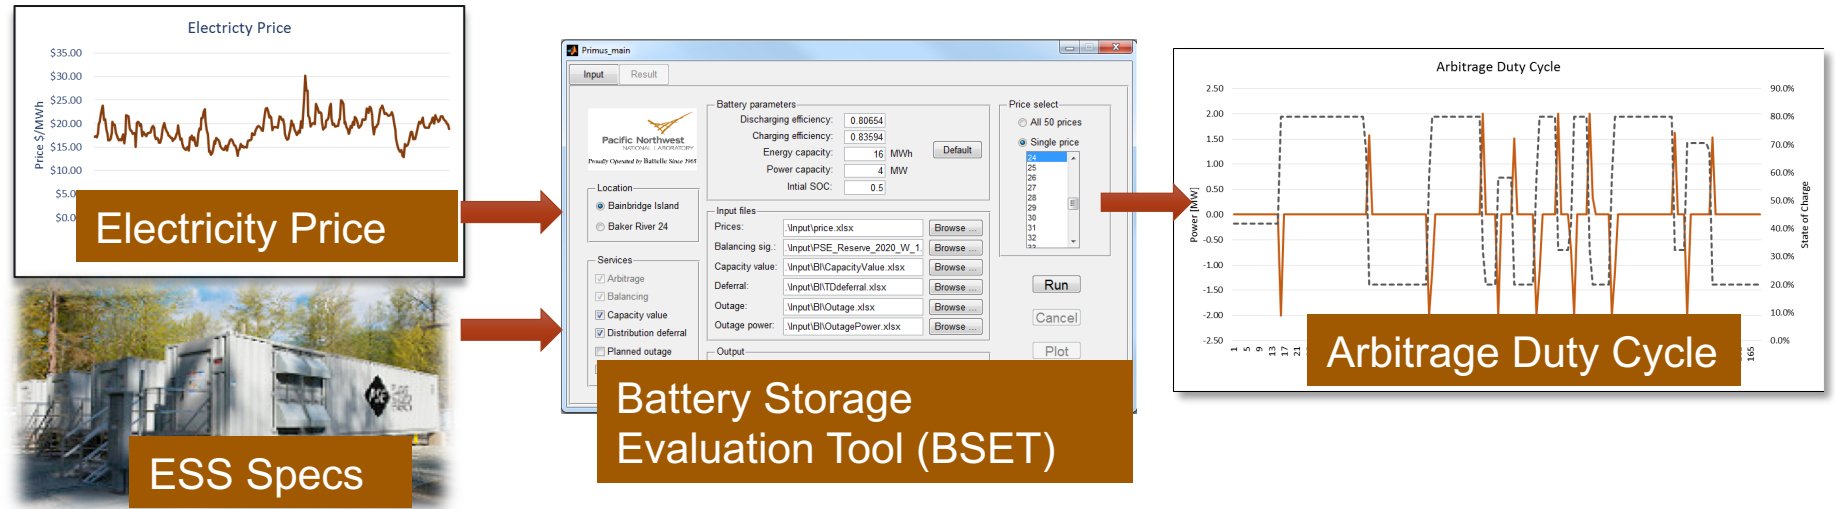 Electricty Price
$35.00
$30.00
$25.00
$20.00
$15.00
$10.00
$5.0
$0.0
Price $/MWh
Electricity Price
PSE
ESS Specs
Primus_main
Input
Result
Pacific Northwest
NATIONAL LABORATORY
Proudly Operated by Battelle Since 1965
Location
Bainbridge Island
Baker River 24
Services
Arbitrage
Balancing
Capacity value
Distribution deferral
Planned outage
Battery parameters
Discharging efficiency: 0.80654
Charging efficiency: 0.83594
Energy capacity: 16 MWh
Power capacity: 4 MW
Intial SOC: 0.5
Default
Input files
Prices: .\Input\price.xlsx Browse ...
Balancing sig.: .\Input\PSE_Reserve_2020_W_1. Browse ...
Capacity value: .\Input\BI\CapacityValue.xlsx Browse ...
Deferral: .\Input\BI\TDdeferral.xlsx Browse ...
Outage: .\Input\BI\Outage.xlsx Browse ...
Outage power: .\Input\BI\OutagePower.xlsx Browse ...
Output
Price select
All 50 prices
Single price
24
25
26
27
28
29
30
31
32
33
Run
Cancel
Plot
Battery Storage
Evaluation Tool (BSET)
Arbitrage Duty Cycle
2.50
2.00
1.50
1.00
0.50
0.00
-0.50
-1.00
-1.50
-2.00
-2.50
Power [MW]
90.0%
80.0%
70.0%
60.0%
50.0%
40.0%
30.0%
20.0%
10.0%
0.0%
State of Charge
1 5 9 13 17 21 165
Arbitrage Duty Cycle